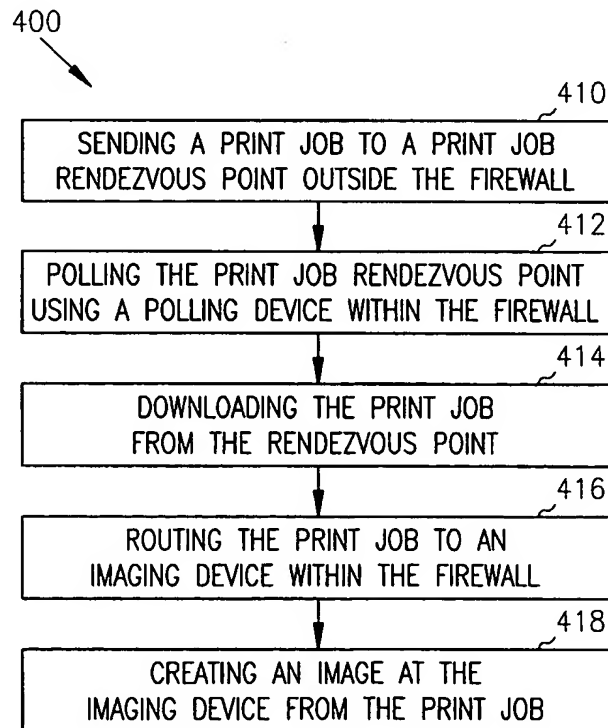 400
410
SENDING A PRINT JOB TO A PRINT JOB
RENDEZVOUS POINT OUTSIDE THE FIREWALL
412
POLLING THE PRINT JOB RENDEZVOUS POINT
USING A POLLING DEVICE WITHIN THE FIREWALL
414
DOWNLOADING THE PRINT JOB
FROM THE RENDEZVOUS POINT
416
ROUTING THE PRINT JOB TO AN
IMAGING DEVICE WITHIN THE FIREWALL
418
CREATING AN IMAGE AT THE
IMAGING DEVICE FROM THE PRINT JOB